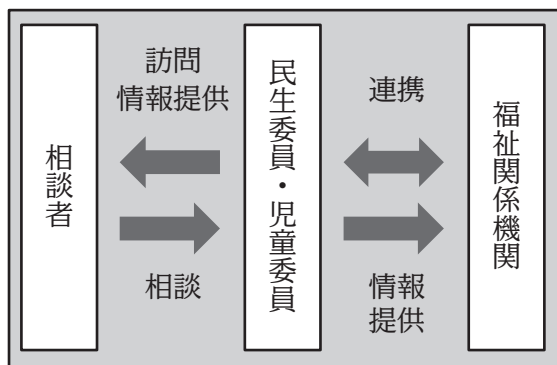 相談者
訪問
情報提供
相談
民生委員・児童委員
連携
情報
提供
福祉関係機関